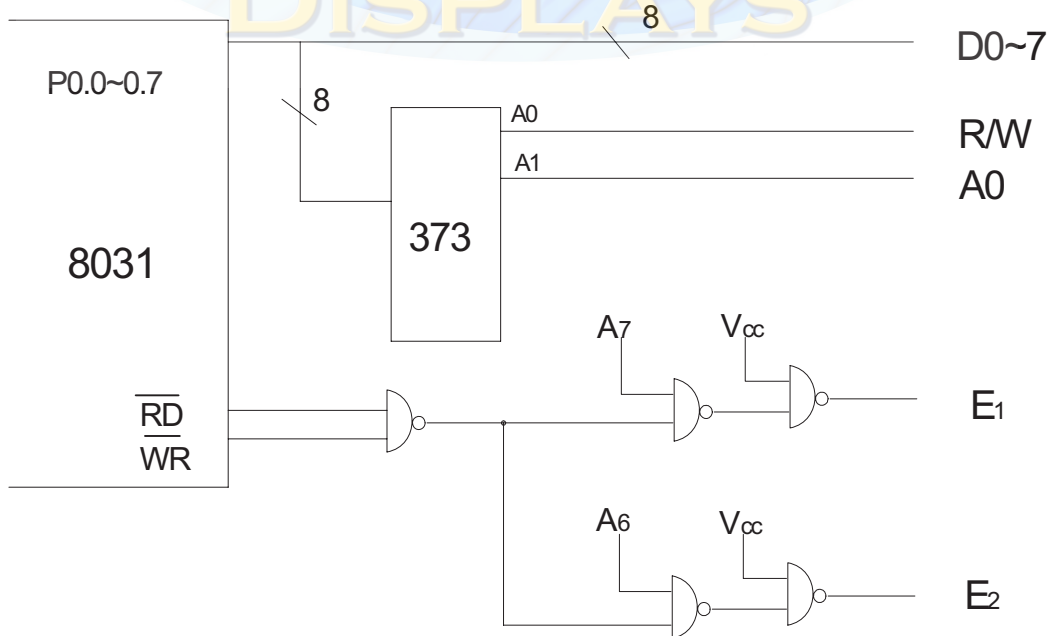 DISPLAYS
8
D0~7
P0.0~0.7
8
A0
R/W
A1
A0
373
8031
A7
Vcc
RD
E1
WR
A6
Vcc
E2